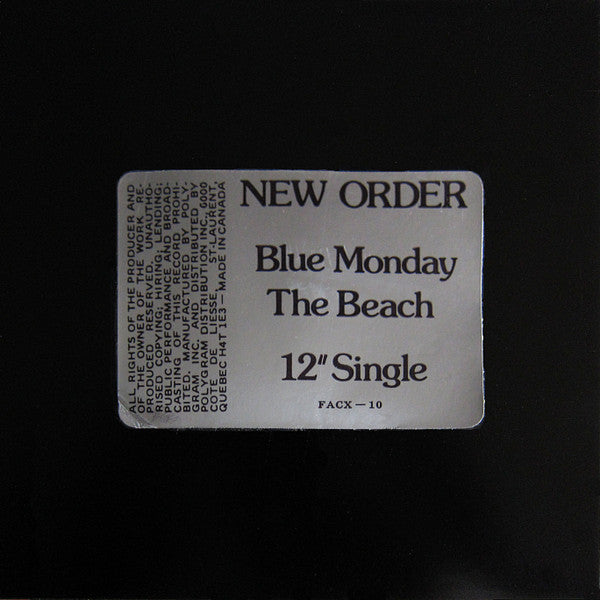 ALL RIGHTS OF THE PRODUCER AND
OF THE OWNER OF THE WORK RE-
PRODUCED RESERVED. UNAUTHO-
RISED COPYING; HIRING, LENDING;
PUBLIC PERFORMANCE AND BROAD-
CASTING OF THIS RECORD PROHI-
BITED. MANUFACTURED BY POLY-
GRAM INC. AND DISTRIBUTED BY
POLYGRAM DISTRIBUTION INC., 6000
COTE DE LIESSE, ST-LAURENT,
QUEBEC H4T 1E3 — MADE IN CANADA
NEW ORDER
Blue Monday
The Beach
12" Single
FACX — 10